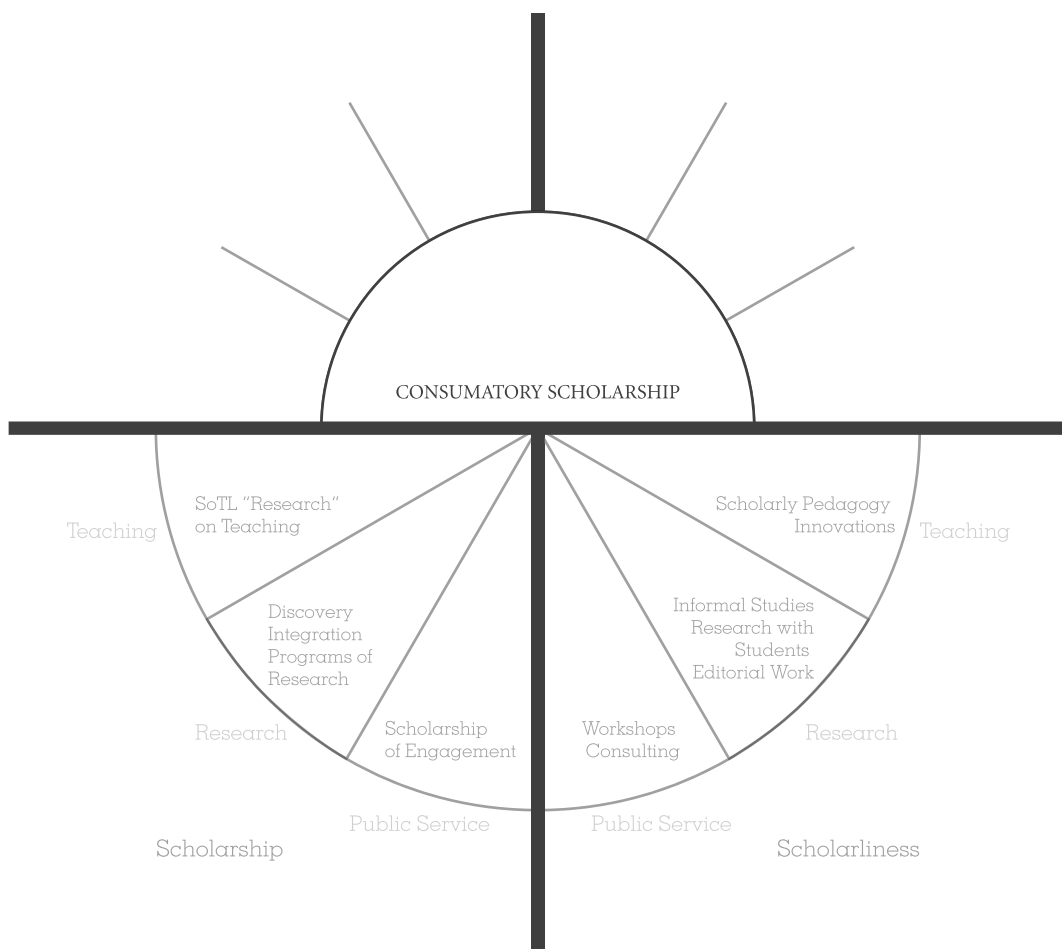 CONSUMATORY SCHOLARSHIP
SoTL “Research“
on Teaching
Teaching
Scholarly Pedagogy
Innovations
Teaching
Discovery
Integration
Programs of
Research
Research
Informal Studies
Research with
Students
Editorial Work
Research
Scholarship
of Engagement
Public Service
Workshops
Consulting
Public Service
Scholarship
Scholarliness